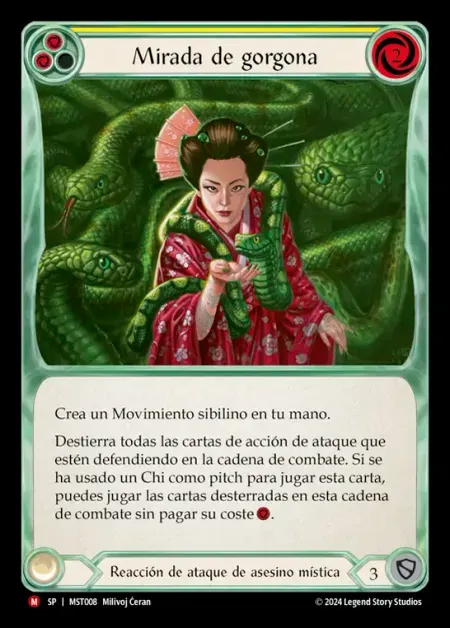 Mirada de gorgona
2
Crea un Movimiento sibilino en tu mano.
Destierra todas las cartas de acción de ataque que
estén defendiendo en la cadena de combate. Si se
ha usado un Chi como pitch para jugar esta carta,
puedes jugar las cartas desterradas en esta cadena
de combate sin pagar su coste .
Reacción de ataque de asesino mística
3
M SP | MST008 Milivoj Ćeran
© 2024 Legend Story Studios